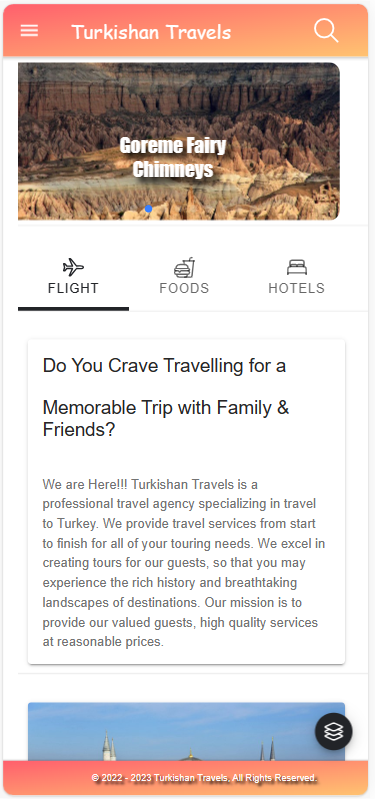 Turkishan Travels
Goreme Fairy
Chimneys
FLIGHT
FOODS
HOTELS
Do You Crave Travelling for a
Memorable Trip with Family &
Friends?
We are Here!!! Turkishan Travels is a
professional travel agency specializing in travel
to Turkey. We provide travel services from start
to finish for all of your touring needs. We excel in
creating tours for our guests, so that you may
experience the rich history and breathtaking
landscapes of destinations. Our mission is to
provide our valued guests, high quality services
at reasonable prices.
© 2022 - 2023 Turkishan Travels, All Rights Reserved.